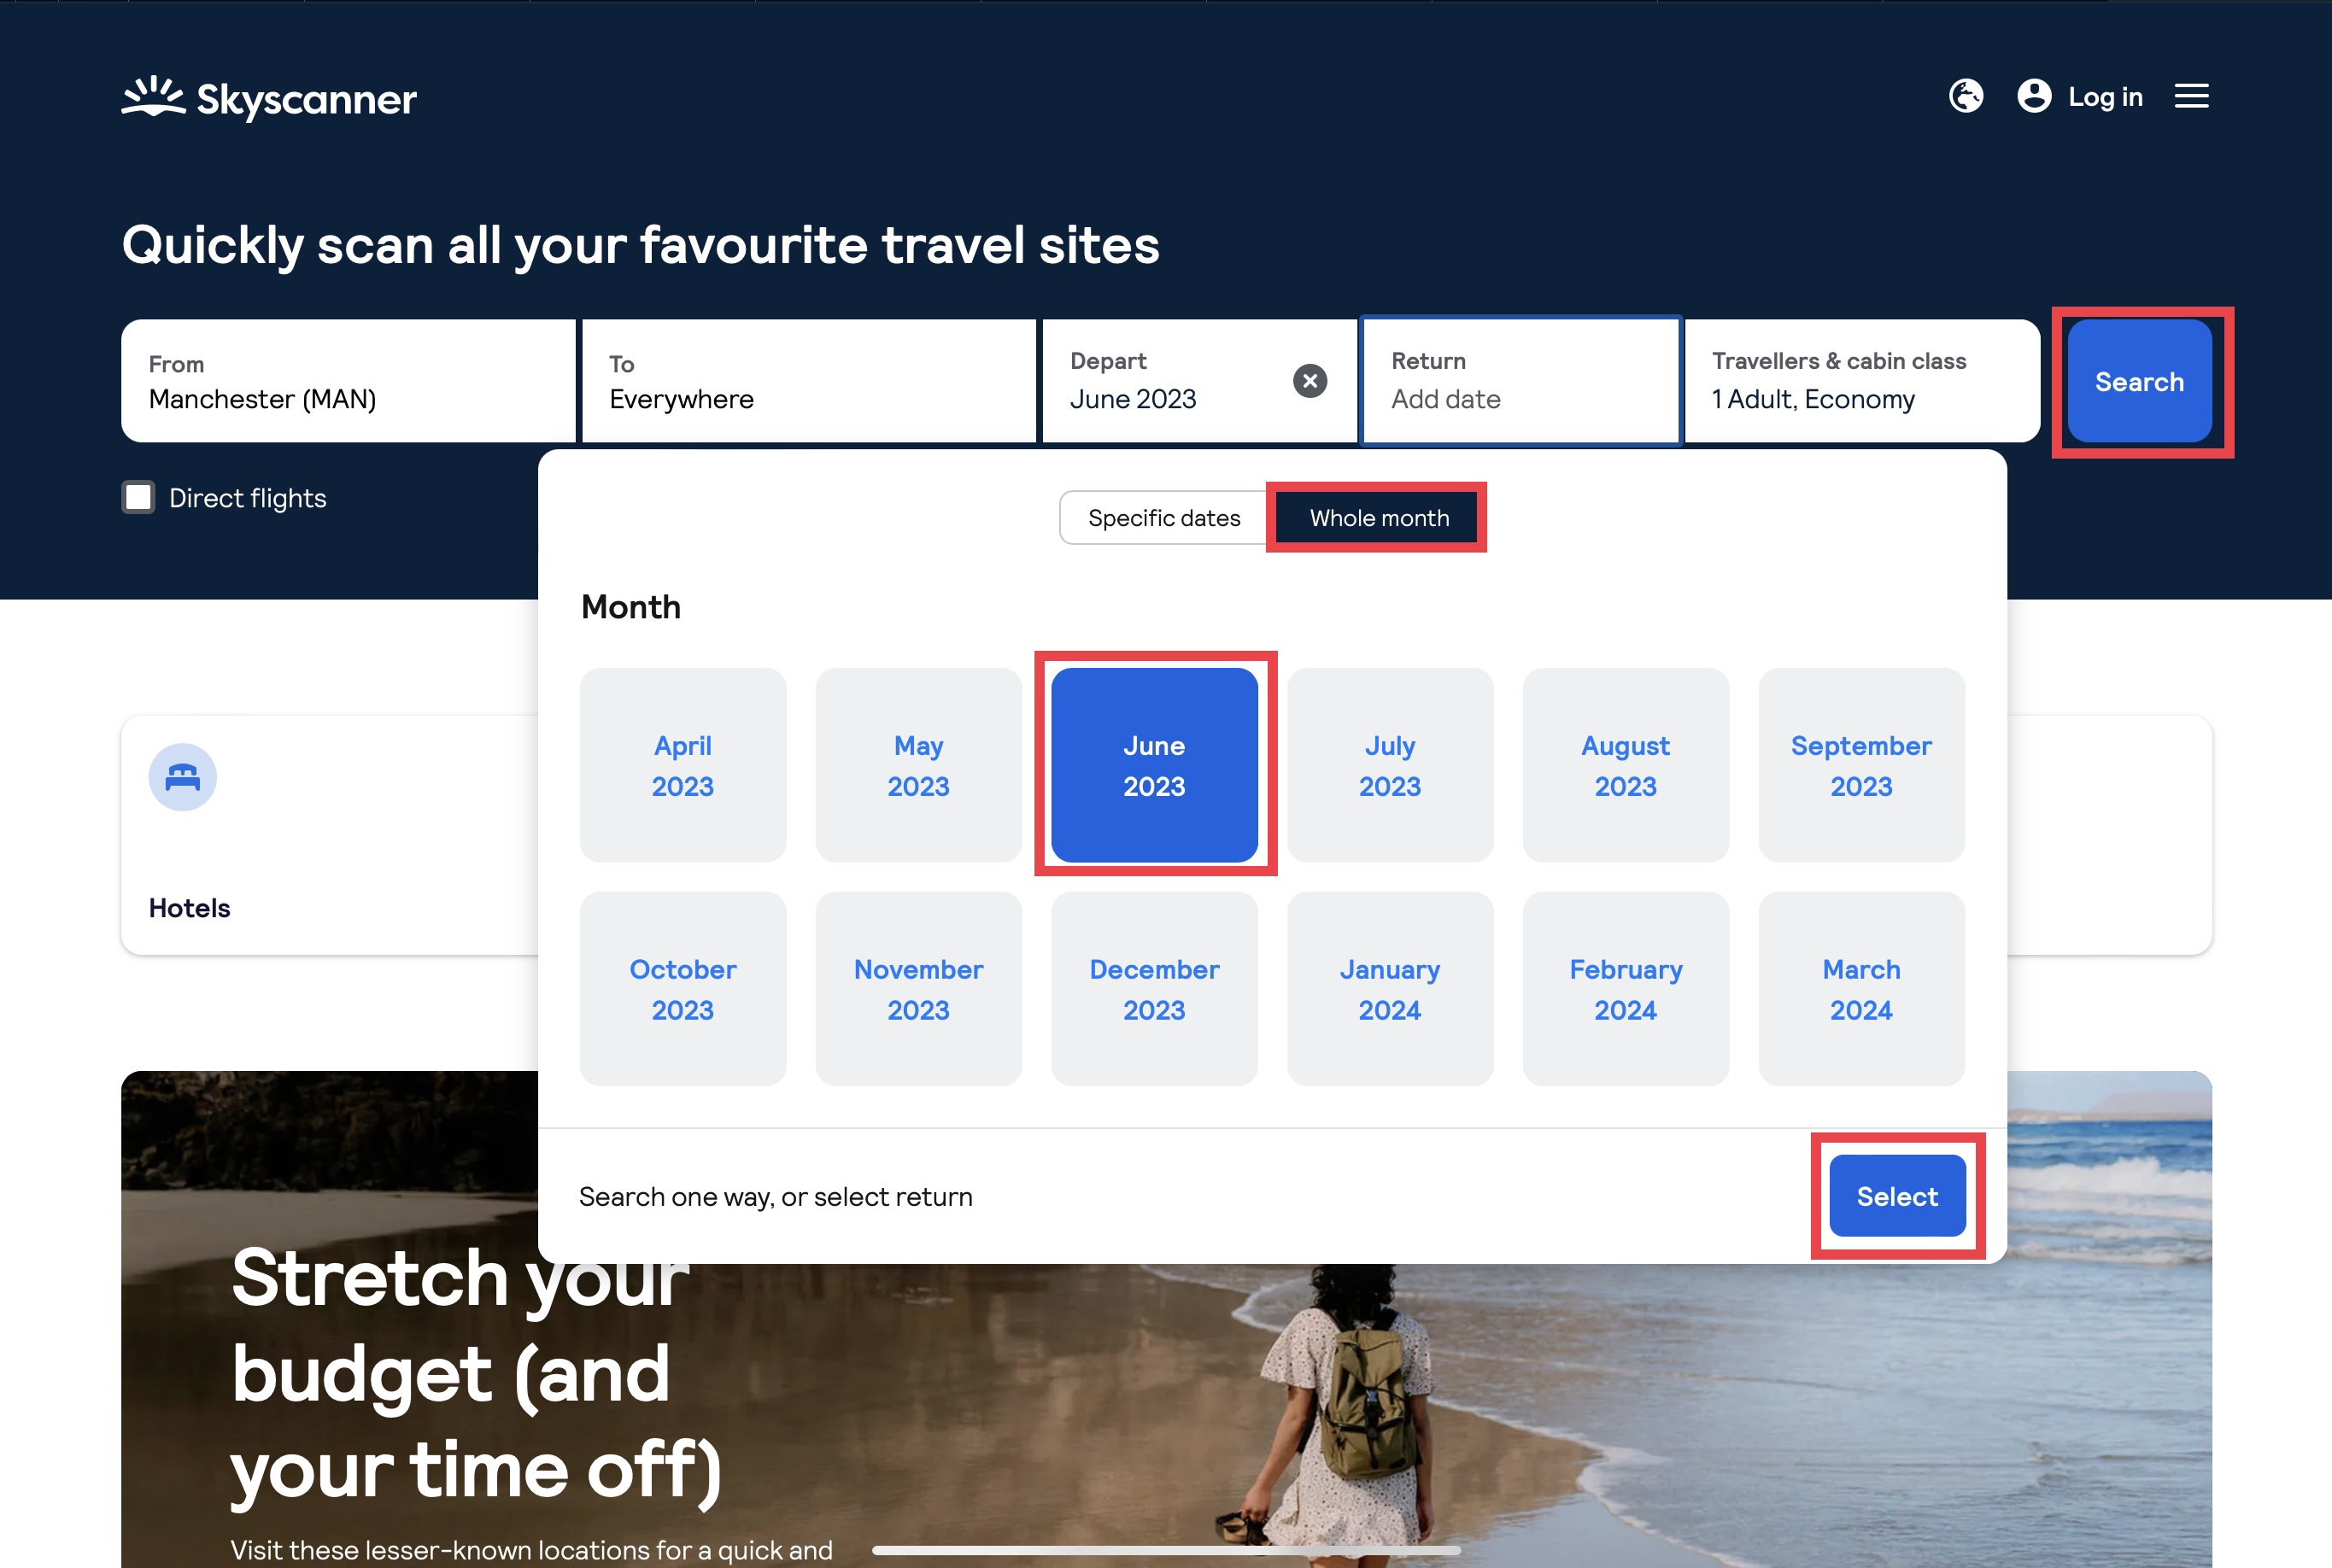 Skyscanner
Log in
Quickly scan all your favourite travel sites
From
Manchester (MAN)
To
Everywhere
Depart
June 2023
Return
Add date
Travellers & cabin class
1 Adult, Economy
Search
Direct flights
Specific dates
Whole month
Month
April
2023
May
2023
June
2023
July
2023
August
2023
September
2023
October
2023
November
2023
December
2023
January
2024
February
2024
March
2024
Search one way, or select return
Select
Hotels
Stretch your
budget (and
your time off)
Visit these lesser-known locations for a quick and